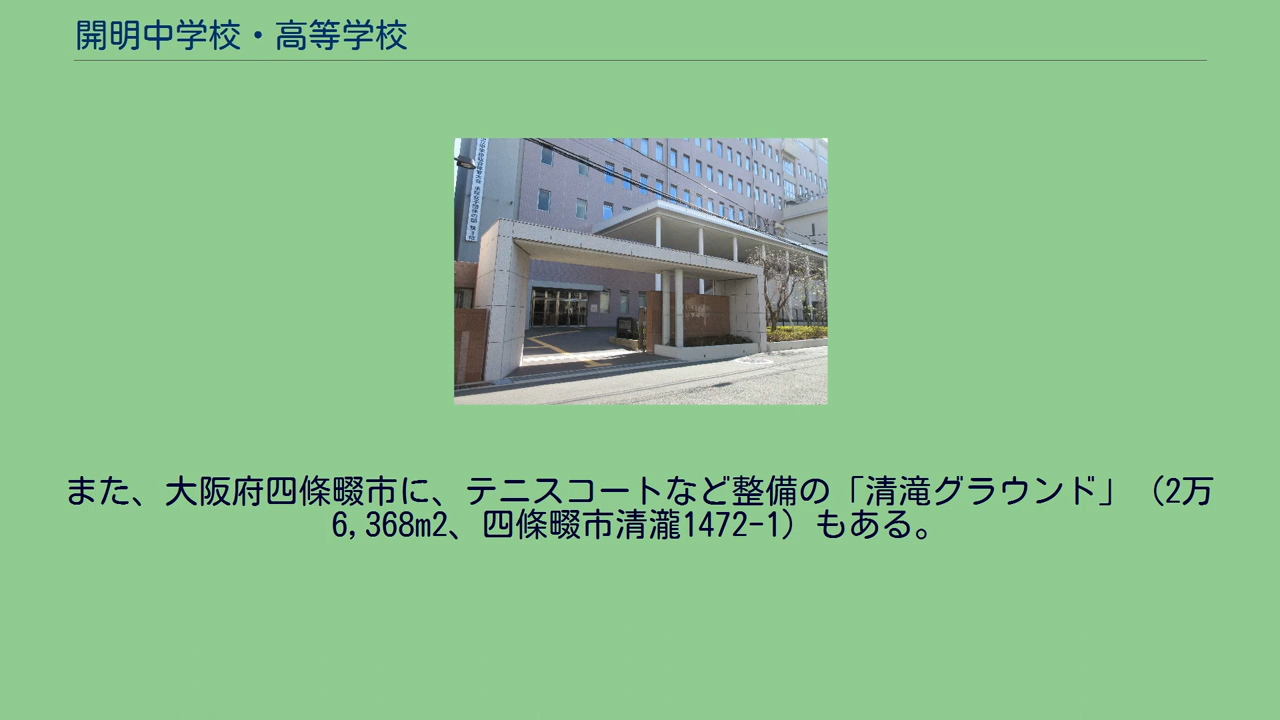 開明中学校・高等学校
また、大阪府四條畷市に、テニスコートなど整備の「清滝グラウンド」（2万
6,368m2、四條畷市清瀧1472-1）もある。